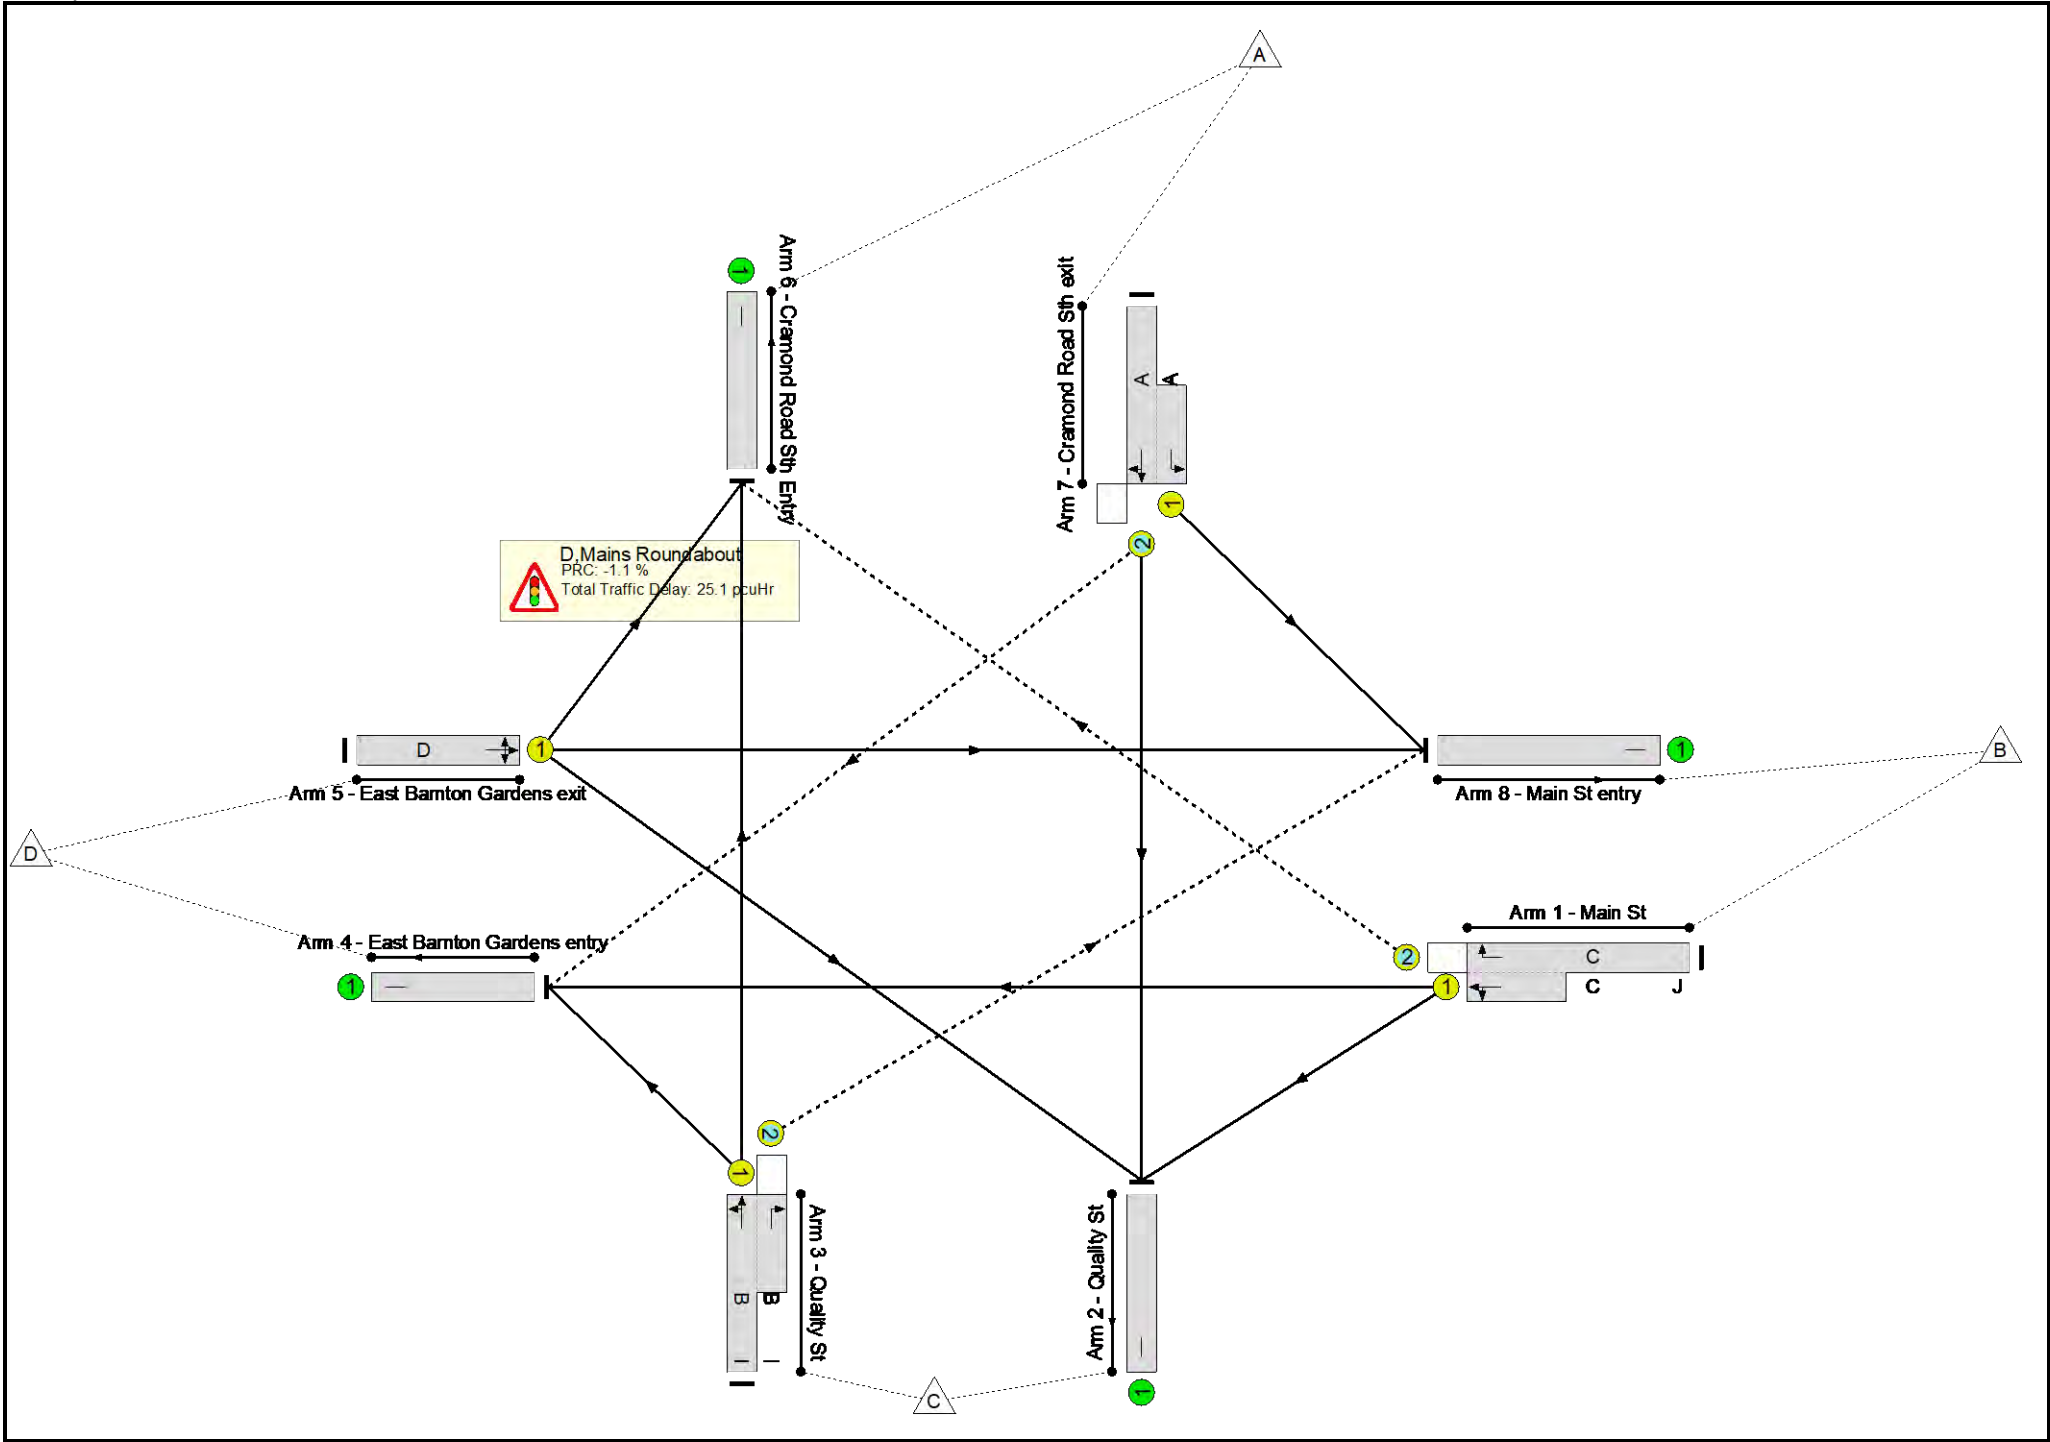 A
Arm 6 - Cramond Road Sth Entry
1
Arm 7 - Cramond Road Sth exit
A
A
1
2
D,Mains Roundabout
PRC: -1.1 %
Total Traffic Delay: 25.1 pcuHr
D
1
Arm 5 - East Barnton Gardens exit
1
Arm 8 - Main St entry
B
D
Arm 4 - East Barnton Gardens entry
1
Arm 1 - Main St
2
C
1
C
J
2
1
Arm 3 - Quality St
B
B
I
I
Arm 2 - Quality St
1
C